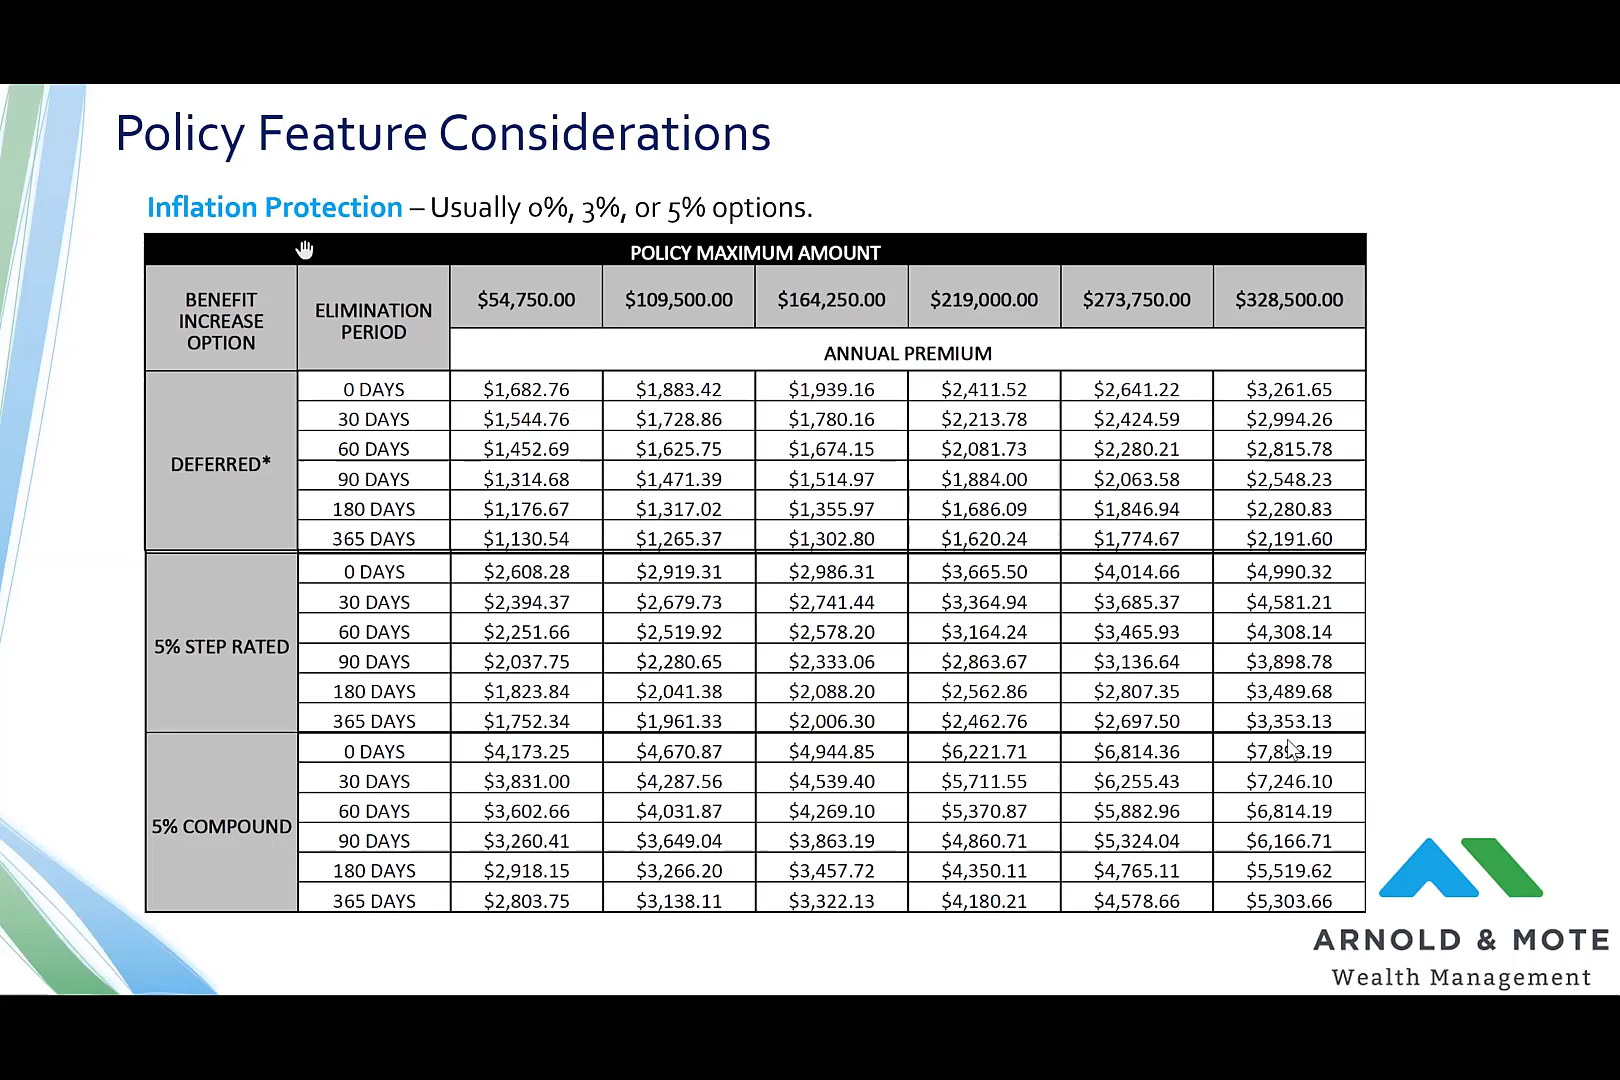 Policy Feature Considerations
Inflation Protection – Usually 0%, 3%, or 5% options.
POLICY MAXIMUM AMOUNT
BENEFIT INCREASE OPTION ELIMINATION PERIOD $54,750.00 $109,500.00 $164,250.00 $219,000.00 $273,750.00 $328,500.00
ANNUAL PREMIUM
DEFERRED*
0 DAYS $1,682.76 $1,883.42 $1,939.16 $2,411.52 $2,641.22 $3,261.65
30 DAYS $1,544.76 $1,728.86 $1,780.16 $2,213.78 $2,424.59 $2,994.26
60 DAYS $1,452.69 $1,625.75 $1,674.15 $2,081.73 $2,280.21 $2,815.78
90 DAYS $1,314.68 $1,471.39 $1,514.97 $1,884.00 $2,063.58 $2,548.23
180 DAYS $1,176.67 $1,317.02 $1,355.97 $1,686.09 $1,846.94 $2,280.83
365 DAYS $1,130.54 $1,265.37 $1,302.80 $1,620.24 $1,774.67 $2,191.60
5% STEP RATED
0 DAYS $2,608.28 $2,919.31 $2,986.31 $3,665.50 $4,014.66 $4,990.32
30 DAYS $2,394.37 $2,679.73 $2,741.44 $3,364.94 $3,685.37 $4,581.21
60 DAYS $2,251.66 $2,519.92 $2,578.20 $3,164.24 $3,465.93 $4,308.14
90 DAYS $2,037.75 $2,280.65 $2,333.06 $2,863.67 $3,136.64 $3,898.78
180 DAYS $1,823.84 $2,041.38 $2,088.20 $2,562.86 $2,807.35 $3,489.68
365 DAYS $1,752.34 $1,961.33 $2,006.30 $2,462.76 $2,697.50 $3,353.13
5% COMPOUND
0 DAYS $4,173.25 $4,670.87 $4,944.85 $6,221.71 $6,814.36
30 DAYS $3,831.00 $4,287.56 $4,539.40 $5,711.55 $6,255.43 $7,246.10
60 DAYS $3,602.66 $4,031.87 $4,269.10 $5,370.87 $5,882.96 $6,814.19
90 DAYS $3,260.41 $3,649.04 $3,863.19 $4,860.71 $5,324.04 $6,166.71
180 DAYS $2,918.15 $3,266.20 $3,457.72 $4,350.11 $4,765.11 $5,519.62
365 DAYS $2,803.75 $3,138.11 $3,322.13 $4,180.21 $4,578.66 $5,303.66
ARNOLD & MOTE
Wealth Management